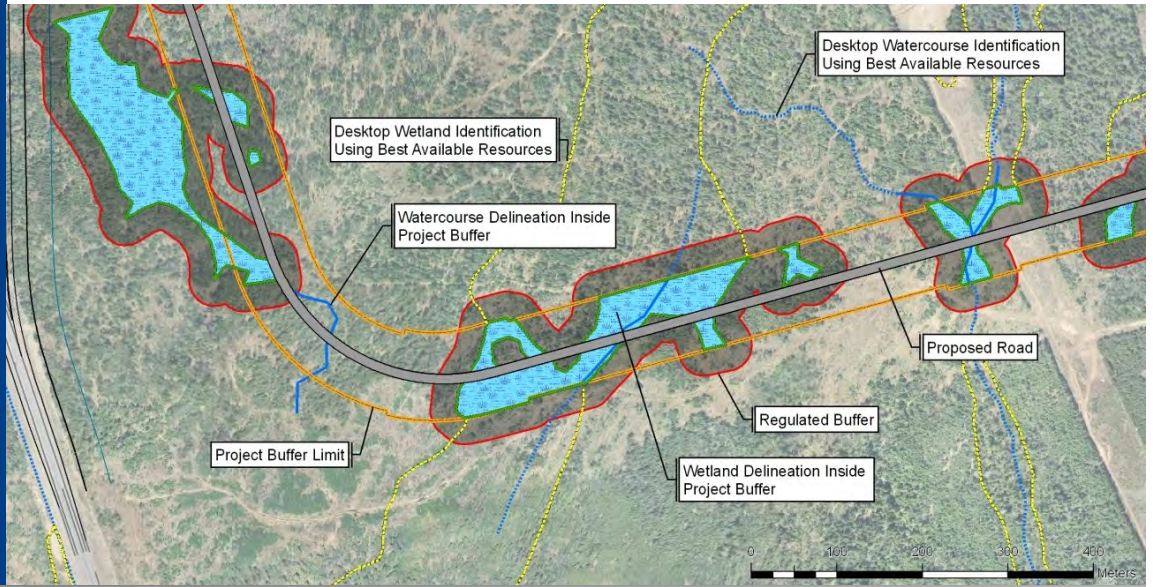 Desktop Watercourse Identification
Using Best Available Resources
Desktop Wetland Identification
Using Best Available Resources
Watercourse Delineation Inside
Project Buffer
Proposed Road
Regulated Buffer
Project Buffer Limit
Wetland Delineation Inside
Project Buffer
0 100 200 300 400
Meters